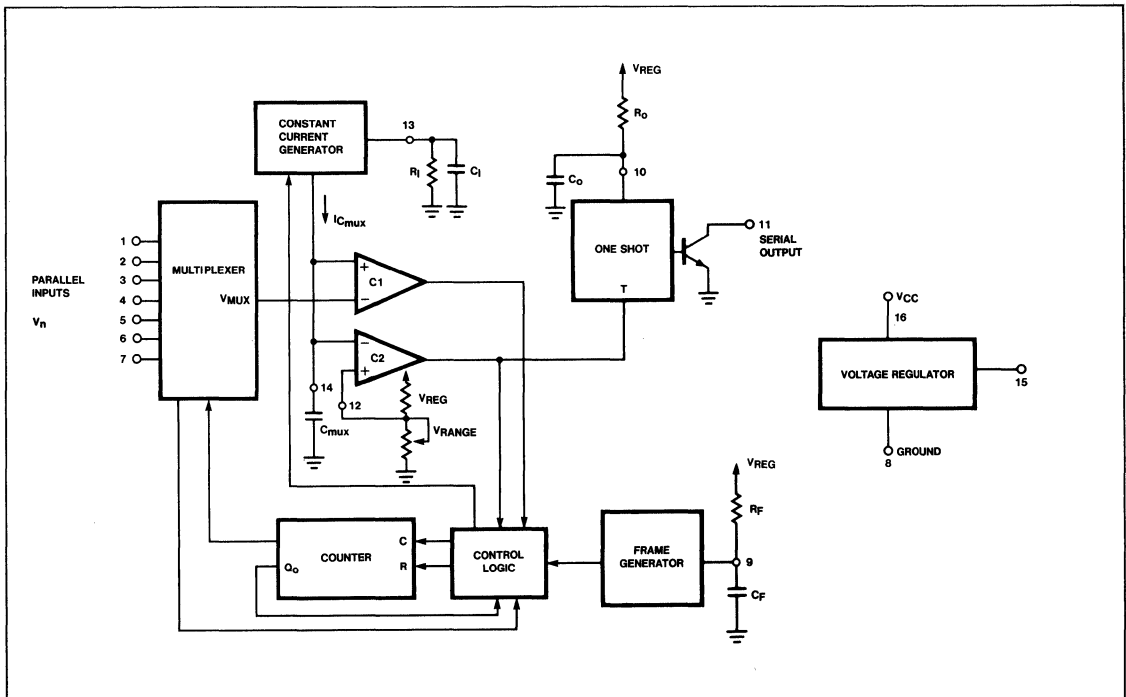 VREG
RO
CO
10
CONSTANT
CURRENT
GENERATOR
13
RI
CI
ICmux
ONE SHOT
T
11
SERIAL
OUTPUT
PARALLEL
INPUTS
Vn
1
2
3
4
5
6
7
MULTIPLEXER
VMUX
+
C1
−
−
C2
+
14
12
Cmux
VREG
VRANGE
VCC
16
VOLTAGE REGULATOR
15
8 GROUND
COUNTER
QO
C
R
CONTROL
LOGIC
FRAME
GENERATOR
VREG
RF
9
CF